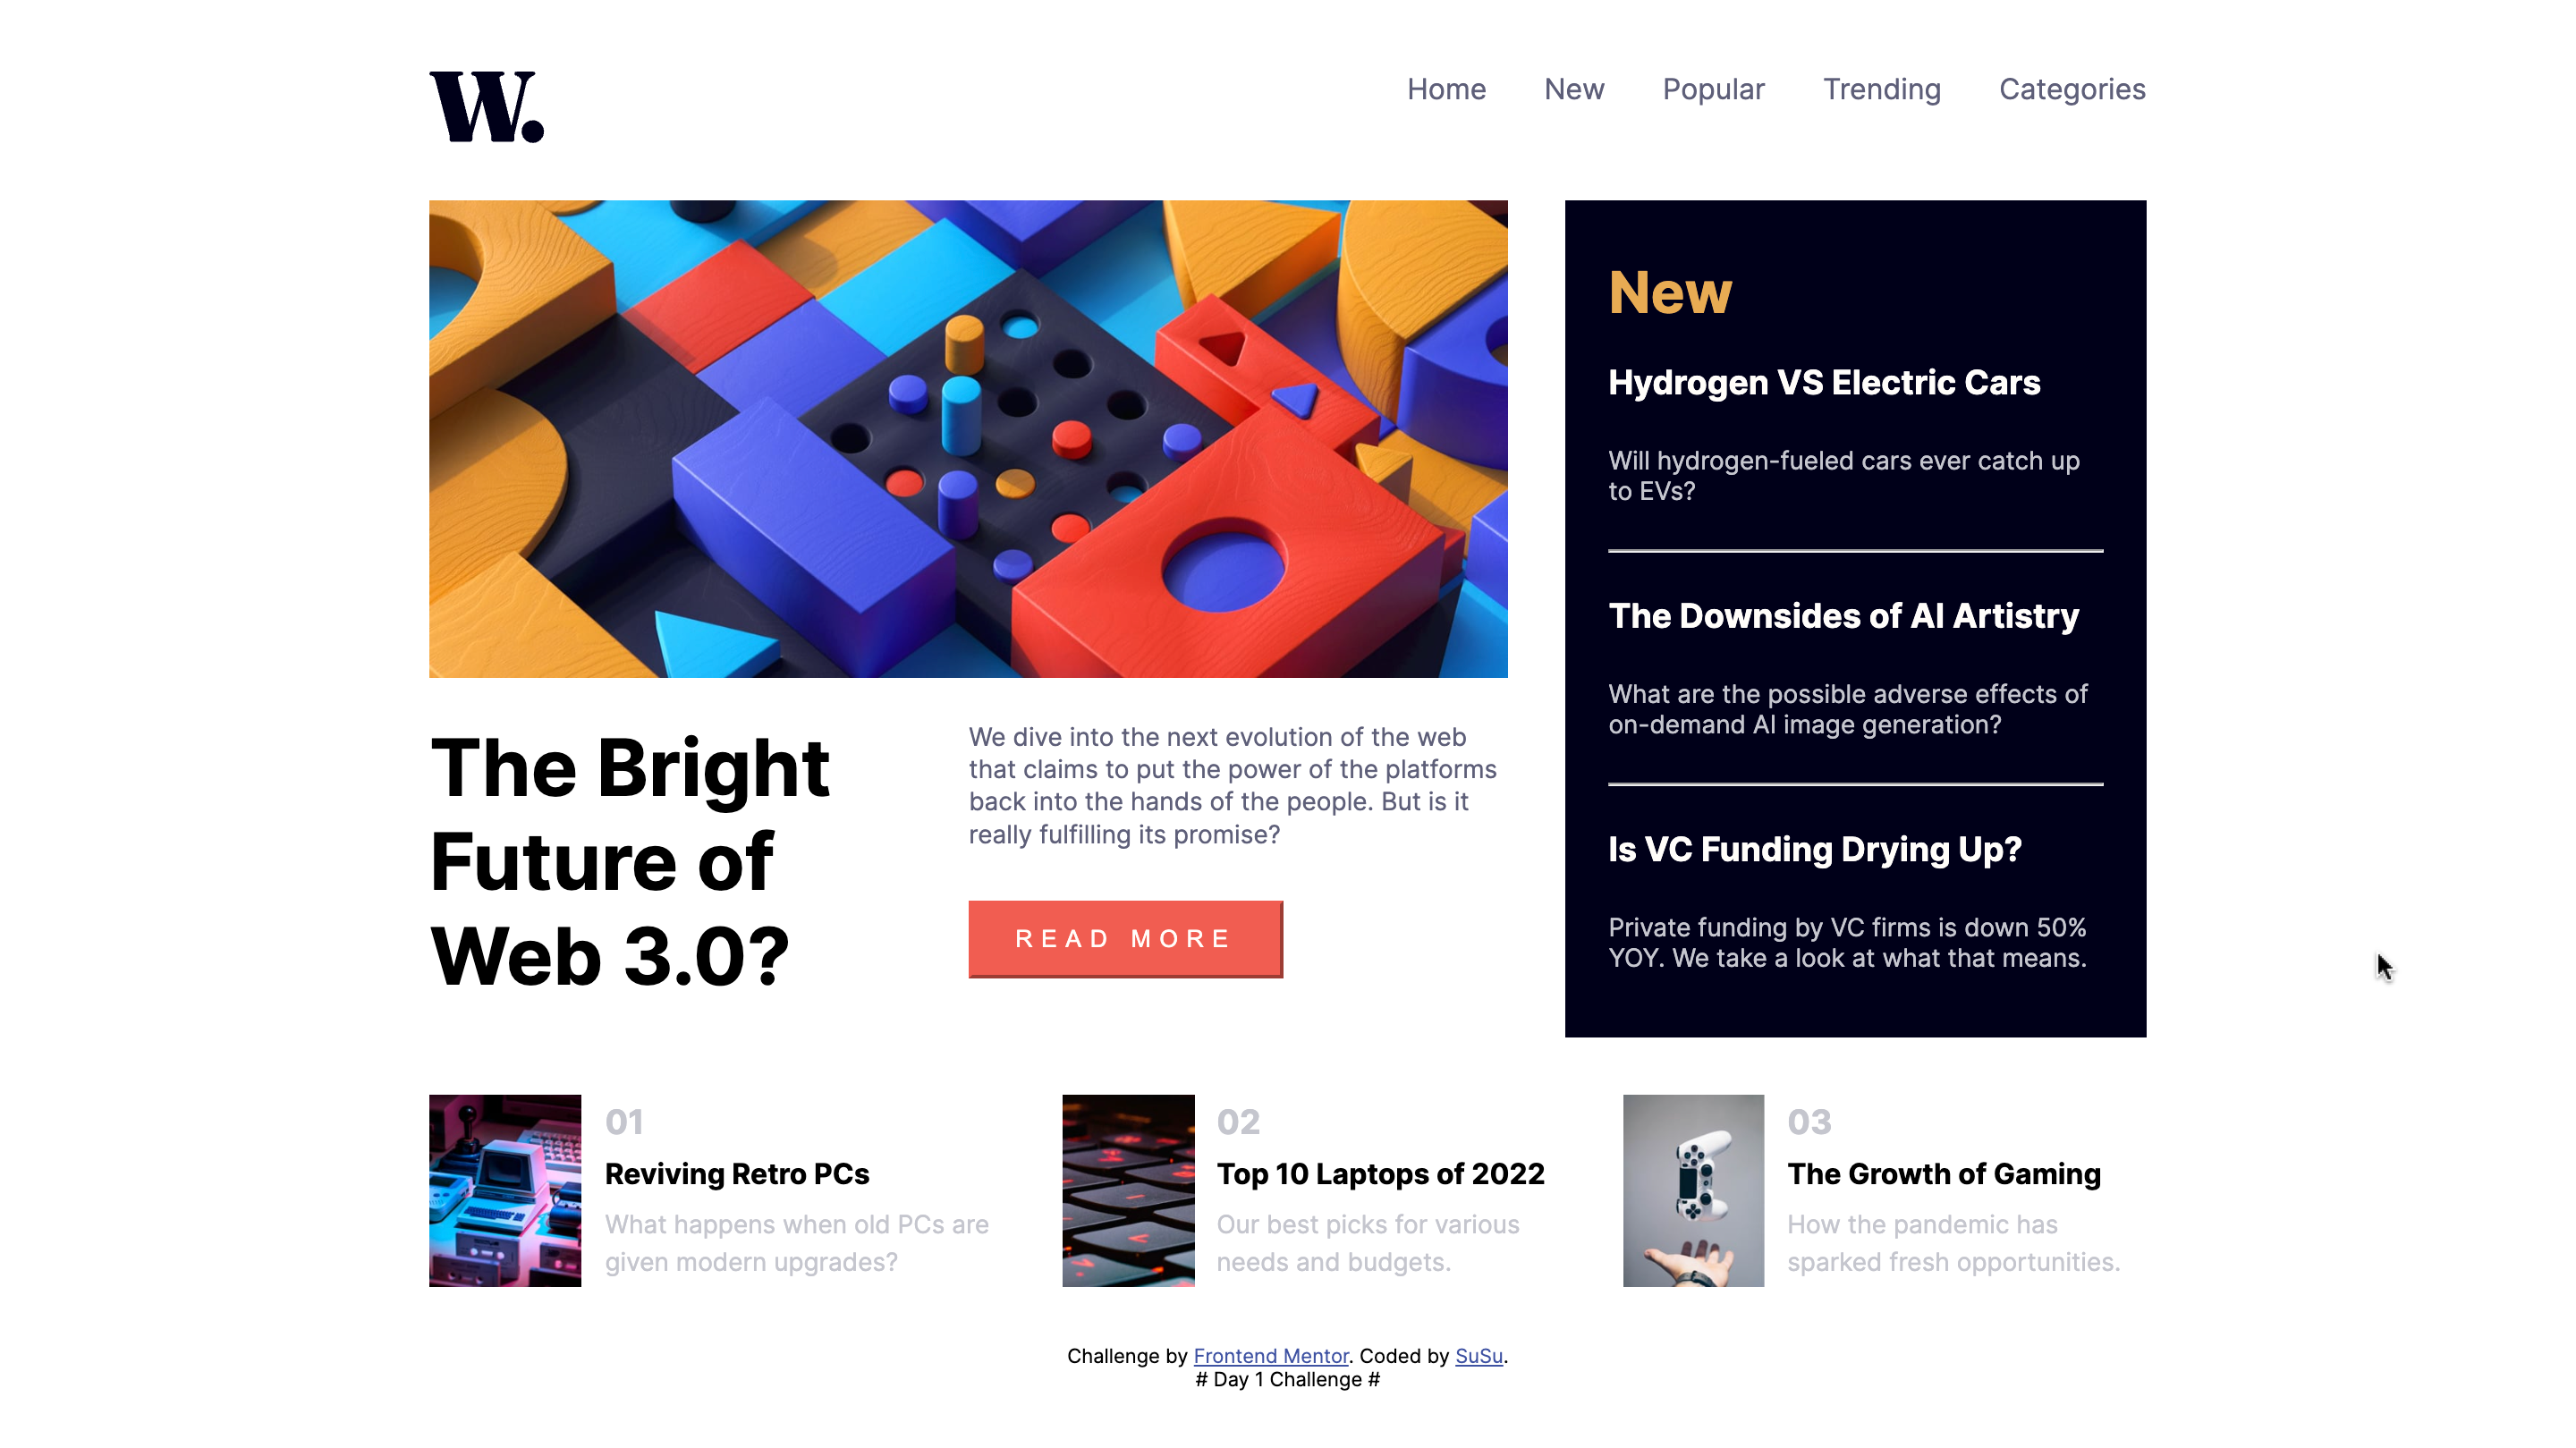 W.
Home New Popular Trending Categories
New
Hydrogen VS Electric Cars
Will hydrogen-fueled cars ever catch up
to EVs?
The Downsides of AI Artistry
What are the possible adverse effects of
on-demand AI image generation?
Is VC Funding Drying Up?
Private funding by VC firms is down 50%
YOY. We take a look at what that means.
The Bright
Future of
Web 3.0?
We dive into the next evolution of the web
that claims to put the power of the platforms
back into the hands of the people. But is it
really fulfilling its promise?
READ MORE
01
Reviving Retro PCs
What happens when old PCs are
given modern upgrades?
02
Top 10 Laptops of 2022
Our best picks for various
needs and budgets.
03
The Growth of Gaming
How the pandemic has
sparked fresh opportunities.
Challenge by Frontend Mentor. Coded by SuSu.
# Day 1 Challenge #